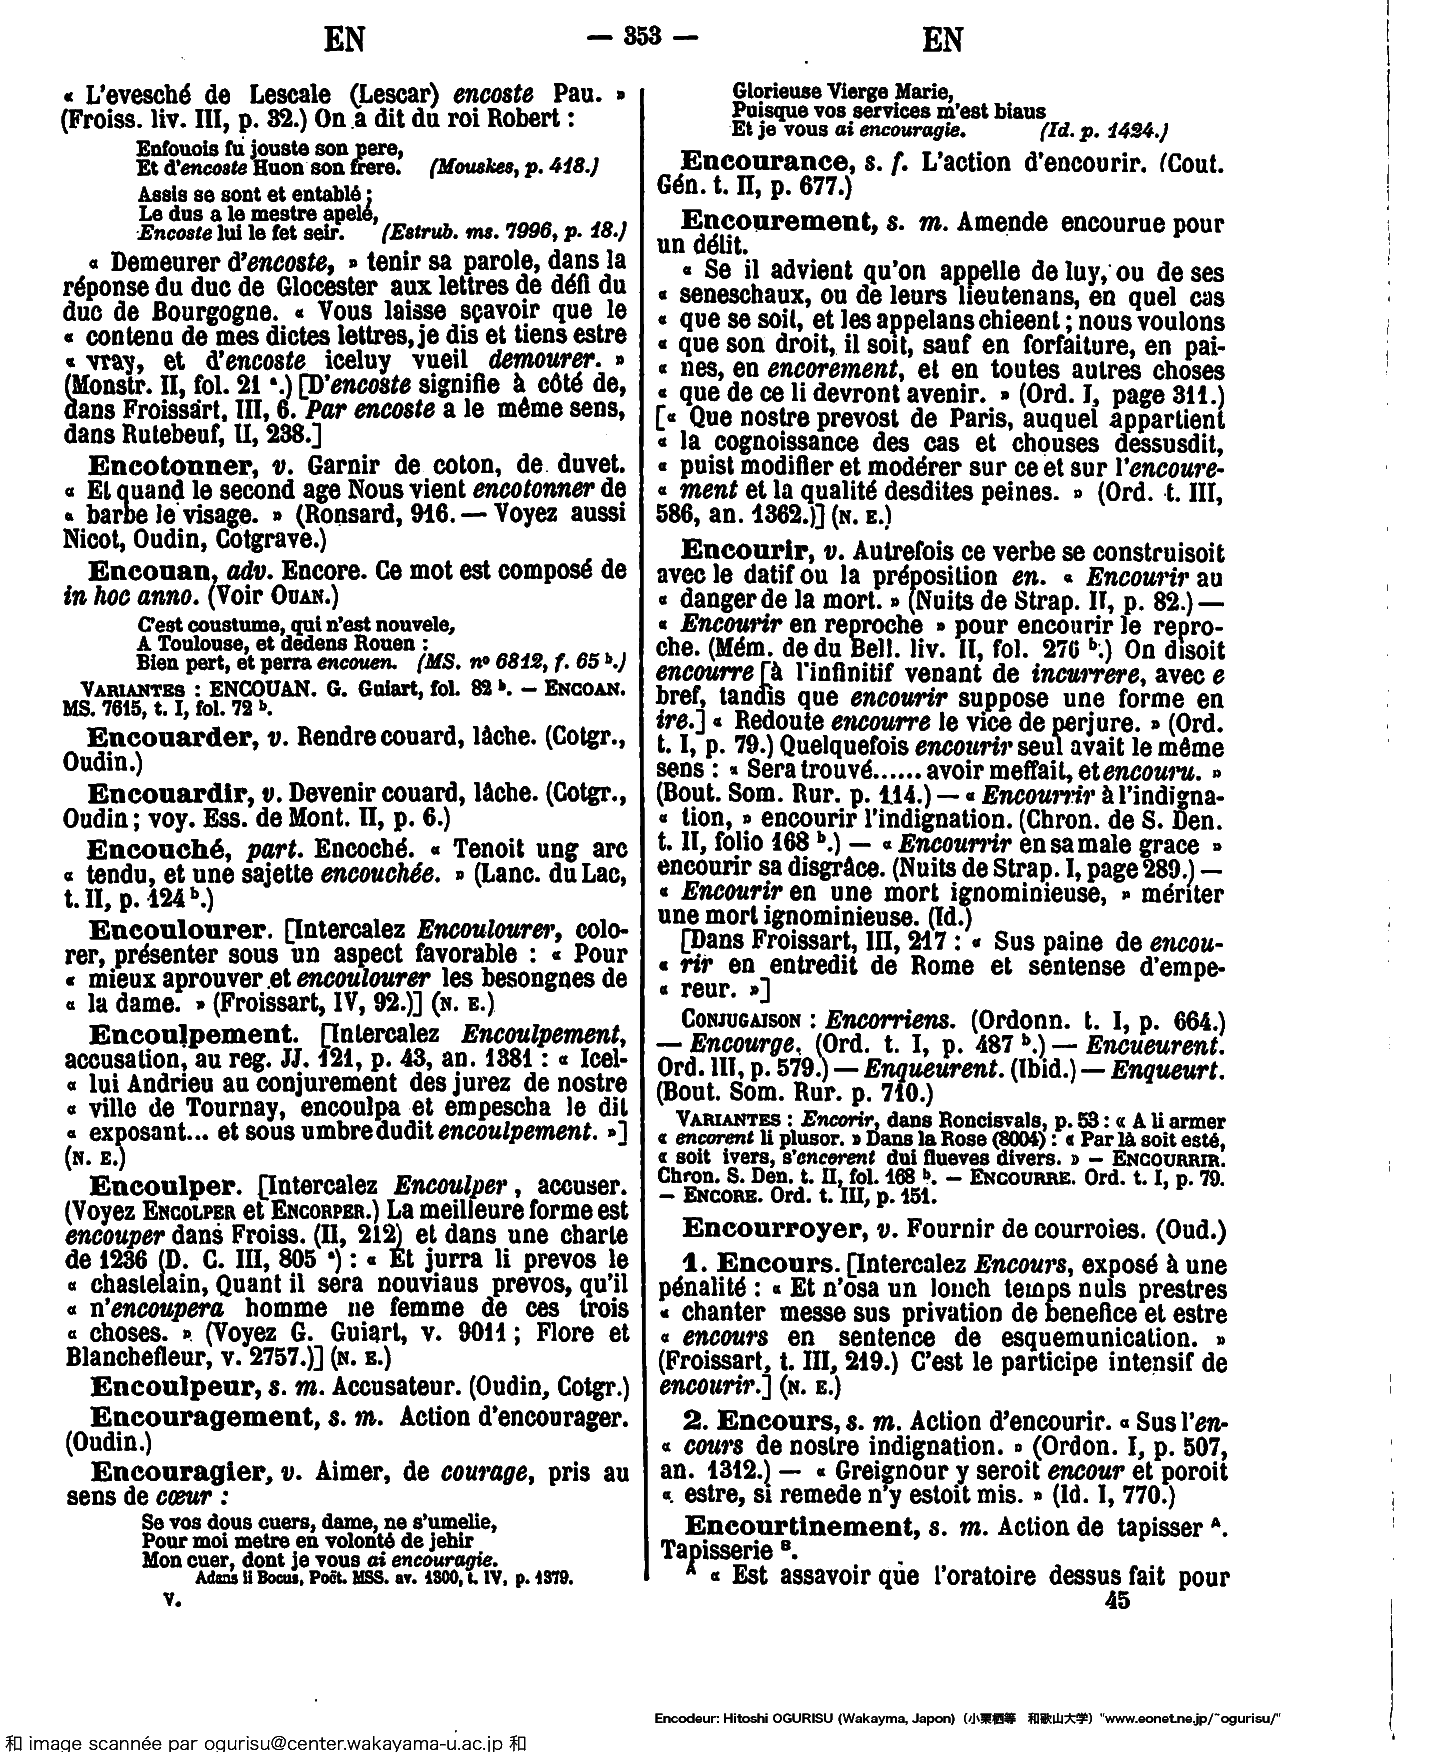 EN
— 353 —
EN
« L'evesché de Lescale (Lescar) encoste Pau. »
(Froiss. liv. III, p. 32.) On a dit du roi Robert :
Enfouois fu jouste son pere,
Et d'encoste Huon son frere. (Mouskes, p. 418.)
Assis se sont et entablé ;
Le dus a le mestre apelé,
Encoste lui le fet seir. (Estrub. ms. 7996, p. 18.)
« Demeurer d'encoste, » tenir sa parole, dans la
réponse du duc de Glocester aux lettres de défi du
duc de Bourgogne. « Vous laisse sçavoir que le
« contenu de mes dictes lettres, je dis et tiens estre
« vray, et d'encoste iceluy vueil demourer. »
(Monstr. II, fol. 21 ª.) [D'encoste signifie à côté de,
dans Froissart, III, 6. Par encoste a le même sens,
dans Rutebeuf, II, 238.]
Encotonner, v. Garnir de coton, de duvet.
« Et quand le second age Nous vient encotonner de
« barbe le visage. » (Ronsard, 916. — Voyez aussi
Nicot, Oudin, Cotgrave.)
Encouan, adv. Encore. Ce mot est composé de
in hoc anno. (Voir OUAN.)
C'est coustume, qui n'est nouvele,
A Toulouse, et dedens Rouen :
Bien pert, et perra encouen. (MS. nº 6812, f. 65 b.)
VARIANTES : ENCOUAN. G. Guiart, fol. 82 b. — ENCOAN.
MS. 7615, t. I, fol. 72 b.
Encouarder, v. Rendre couard, lâche. (Cotgr.,
Oudin.)
Encouardir, v. Devenir couard, lâche. (Cotgr.,
Oudin ; voy. Ess. de Mont. II, p. 6.)
Encouché, part. Encoché. « Tenoit ung arc
« tendu, et une sajette encouchée. » (Lanc. du Lac,
t. II, p. 124 b.)
Encoulourer. [Intercalez Encoulourer, colo-
rer, présenter sous un aspect favorable : « Pour
« mieux aprouver et encoulourer les besongnes de
« la dame. » (Froissart, IV, 92.)] (N. E.)
Encoulpement. [Intercalez Encoulpement,
accusation, au reg. JJ. 121, p. 43, an. 1381 : « Icel-
« lui Andrieu au conjurement des jurez de nostre
« ville de Tournay, encoulpa et empescha le dit
« exposant... et sous umbre dudit encoulpement. »]
(N. E.)
Encoulper. [Intercalez Encoulper, accuser.
(Voyez ENCOLPER et ENCORPER.) La meilleure forme est
encouper dans Froiss. (II, 212) et dans une charte
de 1236 (D. C. III, 805 ª) : « Et jurra li prevos le
« chastelain, Quant il sera nouviaus prevos, qu'il
« n'encoupera homme ne femme de ces trois
« choses. » (Voyez G. Guiart, v. 9011 ; Flore et
Blanchefleur, v. 2757.)] (N. E.)
Encoulpeur, s. m. Accusateur. (Oudin, Cotgr.)
Encouragement, s. m. Action d'encourager.
(Oudin.)
Encouragier, v. Aimer, de courage, pris au
sens de cœur :
Se vos dous cuers, dame, ne s'umelie,
Pour moi metre en volonté de jehir
Mon cuer, dont je vous ai encouragie.
Adans li Bocus, Poët. MSS. av. 1300, t. IV, p. 1379.
V.
Glorieuse Vierge Marie,
Puisque vos services m'est biaus
Et je vous ai encouragie. (Id. p. 1424.)
Encourance, s. f. L'action d'encourir. (Cout.
Gén. t. II, p. 677.)
Encourement, s. m. Amende encourue pour
un délit.
« Se il advient qu'on appelle de luy, ou de ses
« seneschaux, ou de leurs lieutenans, en quel cas
« que se soit, et les appelans chieent ; nous voulons
« que son droit, il soit, sauf en forfaiture, en pai-
« nes, en encorement, et en toutes autres choses
« que de ce li devront avenir. » (Ord. I, page 311.)
[« Que nostre prevost de Paris, auquel appartient
« la cognoissance des cas et chouses dessusdit,
« puist modifier et modérer sur ce et sur l'encoure-
« ment et la qualité desdites peines. » (Ord. t. III,
586, an. 1362.)] (N. E.)
Encourir, v. Autrefois ce verbe se construisoit
avec le datif ou la préposition en. « Encourir au
« danger de la mort. » (Nuits de Strap. II, p. 82.) —
« Encourir en reproche » pour encourir le repro-
che. (Mém. de du Bell. liv. II, fol. 276 b.) On disoit
encourre [à l'infinitif venant de incurrere, avec e
bref, tandis que encourir suppose une forme en
ire.] « Redoute encourre le vice de perjure. » (Ord.
t. I, p. 79.) Quelquefois encourir seul avait le même
sens : « Sera trouvé...... avoir meffait, et encouru. »
(Bout. Som. Rur. p. 114.) — « Encourrir à l'indigna-
« tion, » encourir l'indignation. (Chron. de S. Den.
t. II, folio 168 b.) — « Encourrir en sa male grace »
encourir sa disgrâce. (Nuits de Strap. I, page 289.) —
« Encourir en une mort ignominieuse, » mériter
une mort ignominieuse. (Id.)
[Dans Froissart, III, 217 : « Sus paine de encou-
« rir en entredit de Rome et sentense d'empe-
« reur. »]
CONJUGAISON : Encorriens. (Ordonn. t. I, p. 664.)
— Encourge. (Ord. t. I, p. 487 b.) — Encueurent.
Ord. III, p. 579.) — Enqueurent. (Ibid.) — Enqueurt.
(Bout. Som. Rur. p. 710.)
VARIANTES : Encorir, dans Roncisvals, p. 53 : « A li armer
« encorent li plusor. » Dans la Rose (8004) : « Par là soit esté,
« soit ivers, s'encerent dui flueves divers. » — ENCOURRIR.
Chron. S. Den. t. II, fol. 168 b. — ENCOURRE. Ord. t. I, p. 79.
— ENCORE. Ord. t. III, p. 151.
Encourroyer, v. Fournir de courroies. (Oud.)
1. Encours. [Intercalez Encours, exposé à une
pénalité : « Et n'osa un lonch temps nuls prestres
« chanter messe sus privation de benefice et estre
« encours en sentence de esquemunication. »
(Froissart, t. III, 219.) C'est le participe intensif de
encourir.] (N. E.)
2. Encours, s. m. Action d'encourir. « Sus l'en-
« cours de nostre indignation. » (Ordon. I, p. 507,
an. 1312.) — « Greignour y seroit encour et poroit
« estre, si remede n'y estoit mis. » (Id. I, 770.)
Encourtinement, s. m. Action de tapisser A.
Tapisserie B.
A « Est assavoir que l'oratoire dessus fait pour
45
Encodeur: Hitoshi OGURISU (Wakayma, Japon) (小栗栖等 和歌山大学) "www.eonet.ne.jp/~ogurisu/"
和 image scannée par ogurisu@center.wakayama-u.ac.jp 和